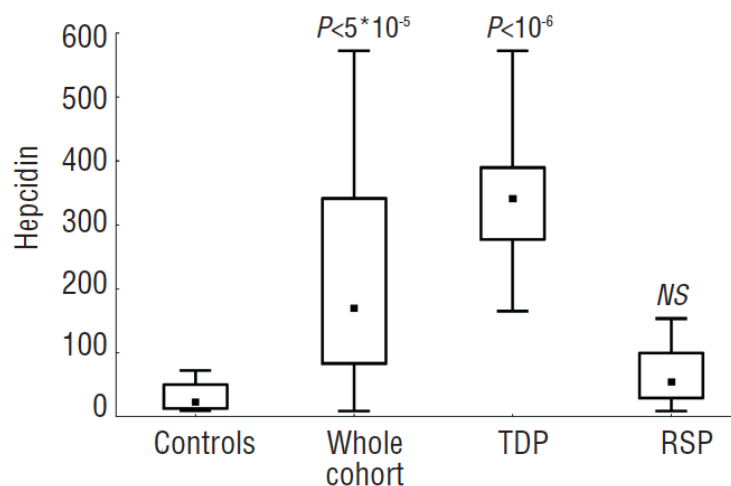 600
500
400
300
200
100
0
Hepcidin
P<5*10⁻⁵
P<10⁻⁶
NS
Controls
Whole
cohort
TDP
RSP